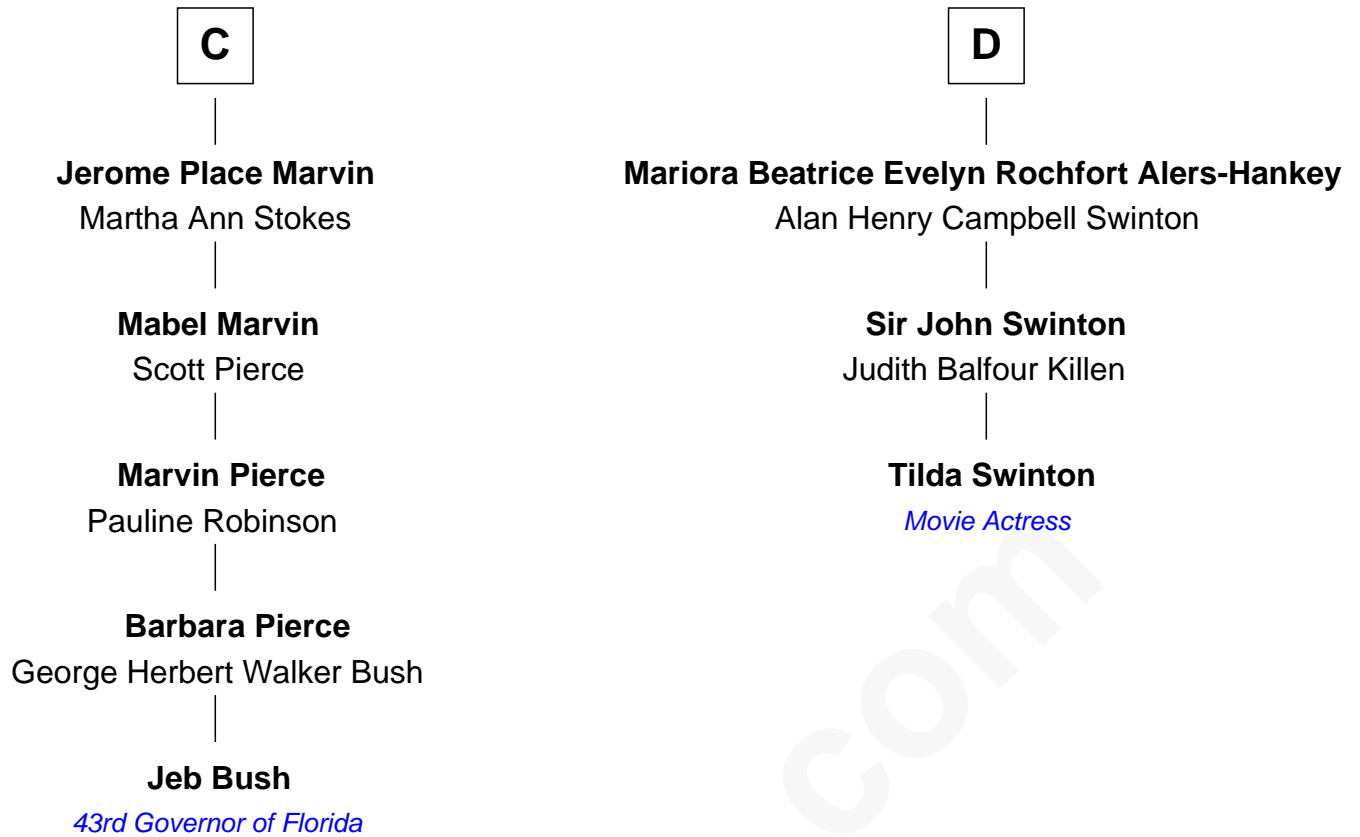 C
Jerome Place Marvin
Martha Ann Stokes
Mabel Marvin
Scott Pierce
Marvin Pierce
Pauline Robinson
Barbara Pierce
George Herbert Walker Bush
Jeb Bush
43rd Governor of Florida
D
Mariora Beatrice Evelyn Rochfort Alers-Hankey
Alan Henry Campbell Swinton
Sir John Swinton
Judith Balfour Killen
Tilda Swinton
Movie Actress
com